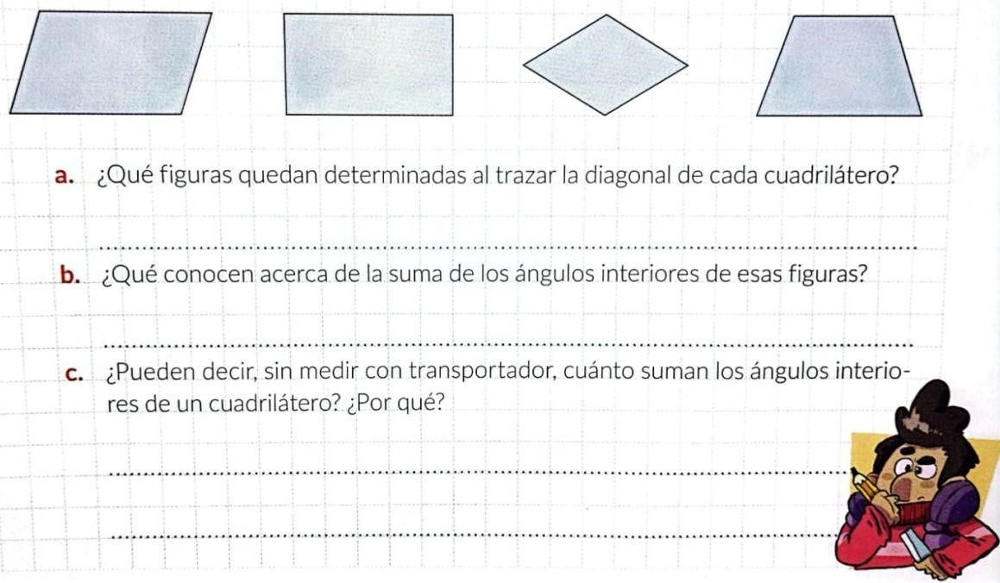 a. ¿Qué figuras quedan determinadas al trazar la diagonal de cada cuadrilátero?
b. ¿Qué conocen acerca de la suma de los ángulos interiores de esas figuras?
c. ¿Pueden decir, sin medir con transportador, cuánto suman los ángulos interio-
res de un cuadrilátero? ¿Por qué?